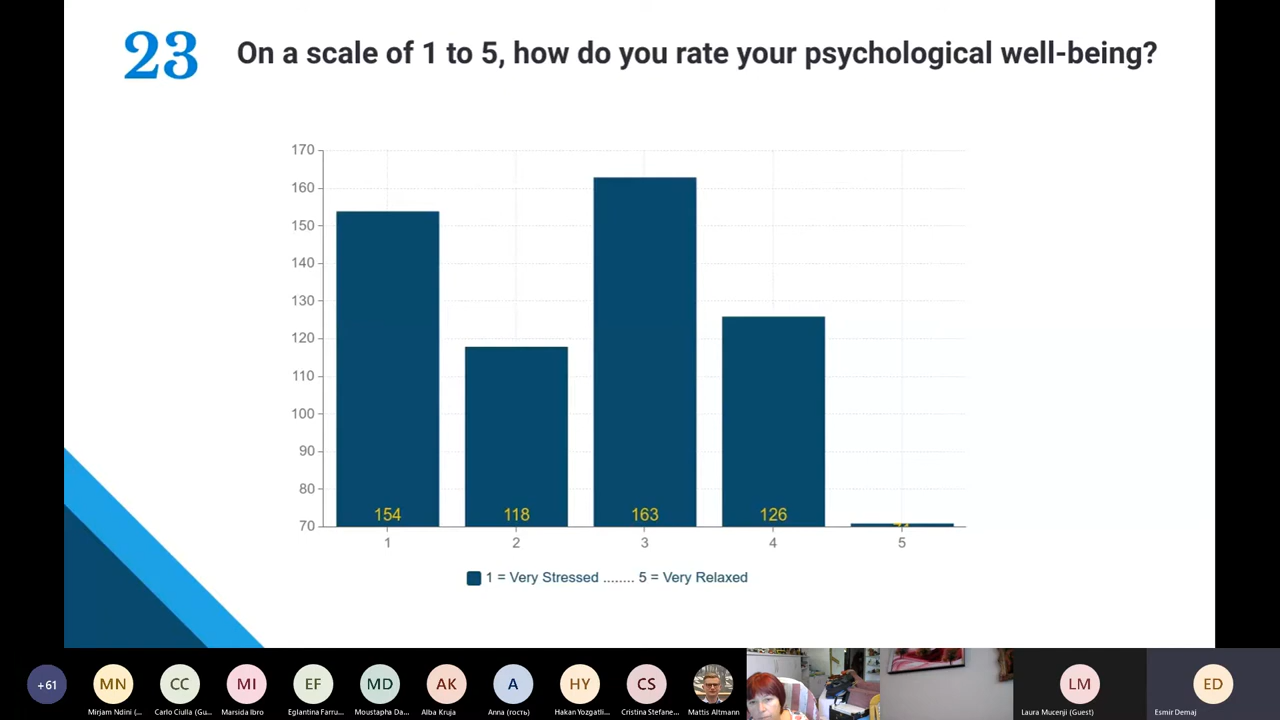 23 On a scale of 1 to 5, how do you rate your psychological well-being?
170
160
150
140
130
120
110
100
90
80
70
154 118 163 126
1 2 3 4 5
1 = Very Stressed ........ 5 = Very Relaxed
+61 MN CC MI EF MD AK A HY CS LM ED
Mirjam Ndini (... Carlo Ciulla (Gu... Marsida Ibro Eglantina Farru... Moustapha Da... Alba Kruja Anna (гость) Hakan Yozgatli... Cristina Stefane... Mattis Altmann Laura Mucenji (Guest) Esmir Demaj